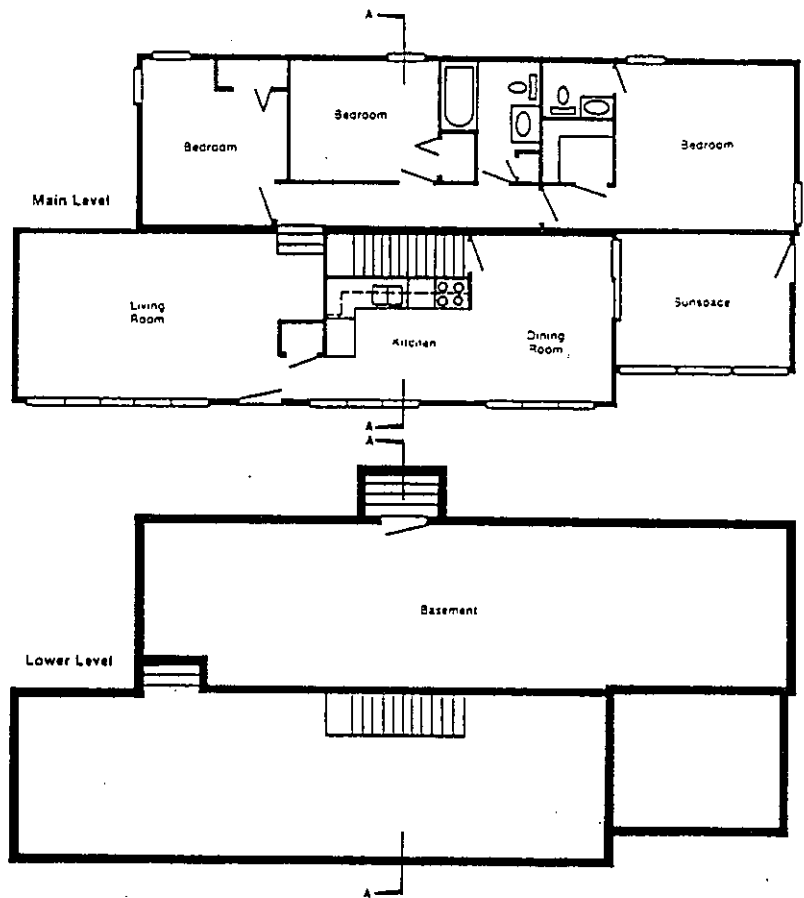 A
Bedroom
Bedroom
Bedroom
Main Level
Living
Room
Kitchen
Dining
Room
Sunspace
A
A
Basement
Lower Level
A